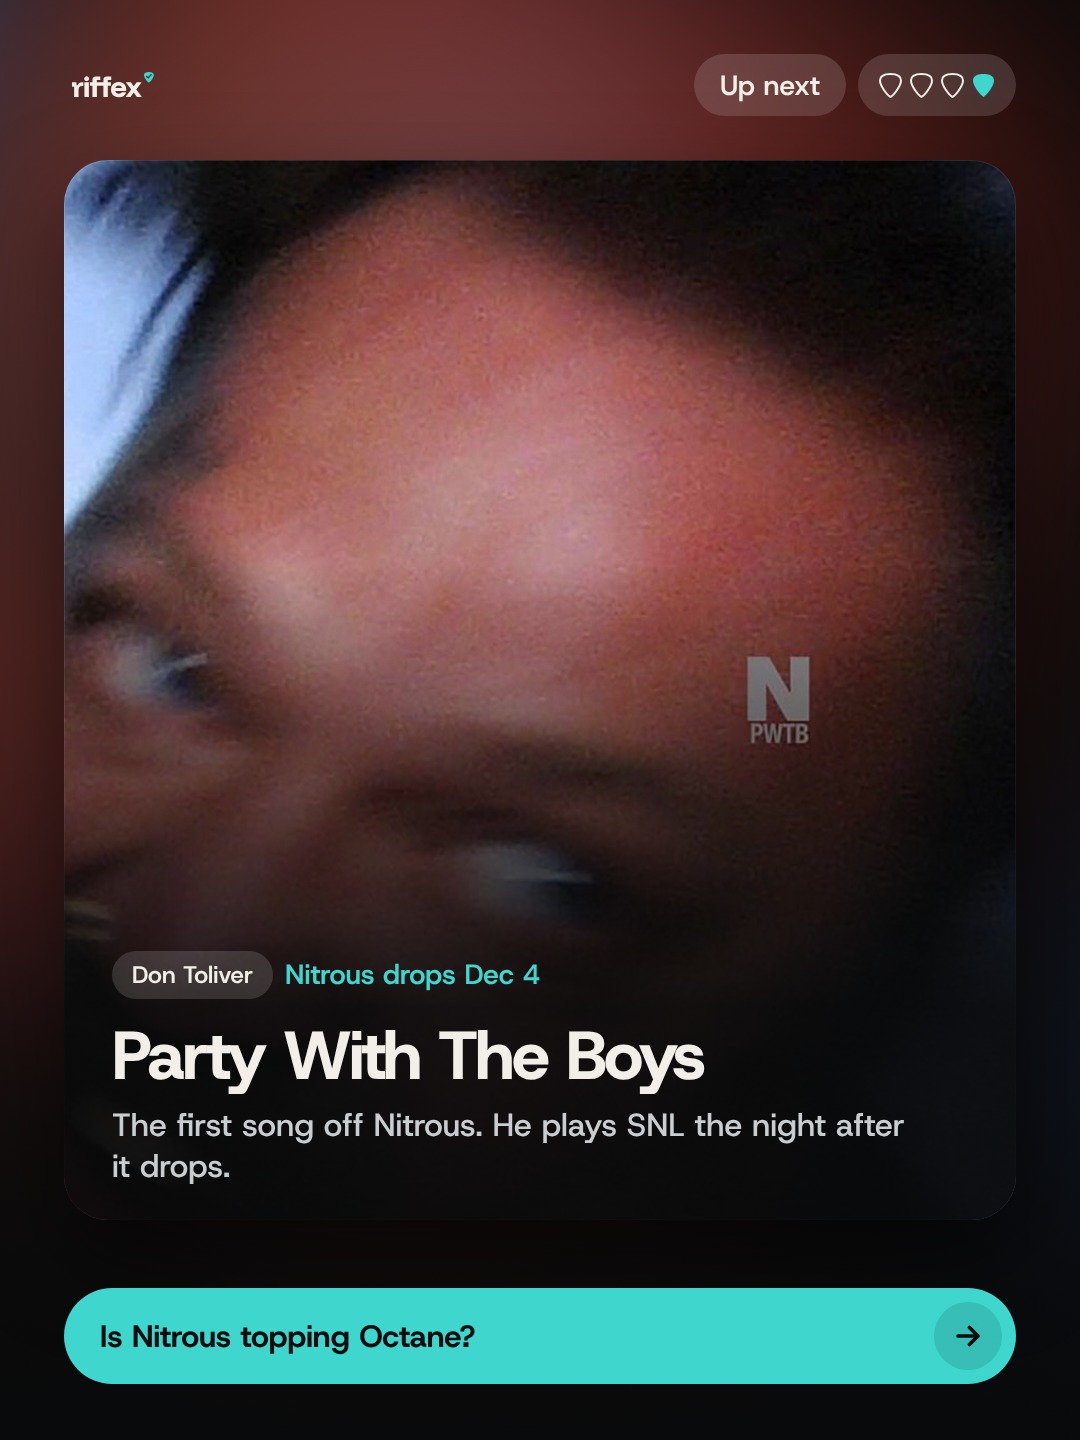 riffex
Up next
N
PWTB
Don Toliver
Nitrous drops Dec 4
Party With The Boys
The first song off Nitrous. He plays SNL the night after
it drops.
Is Nitrous topping Octane?